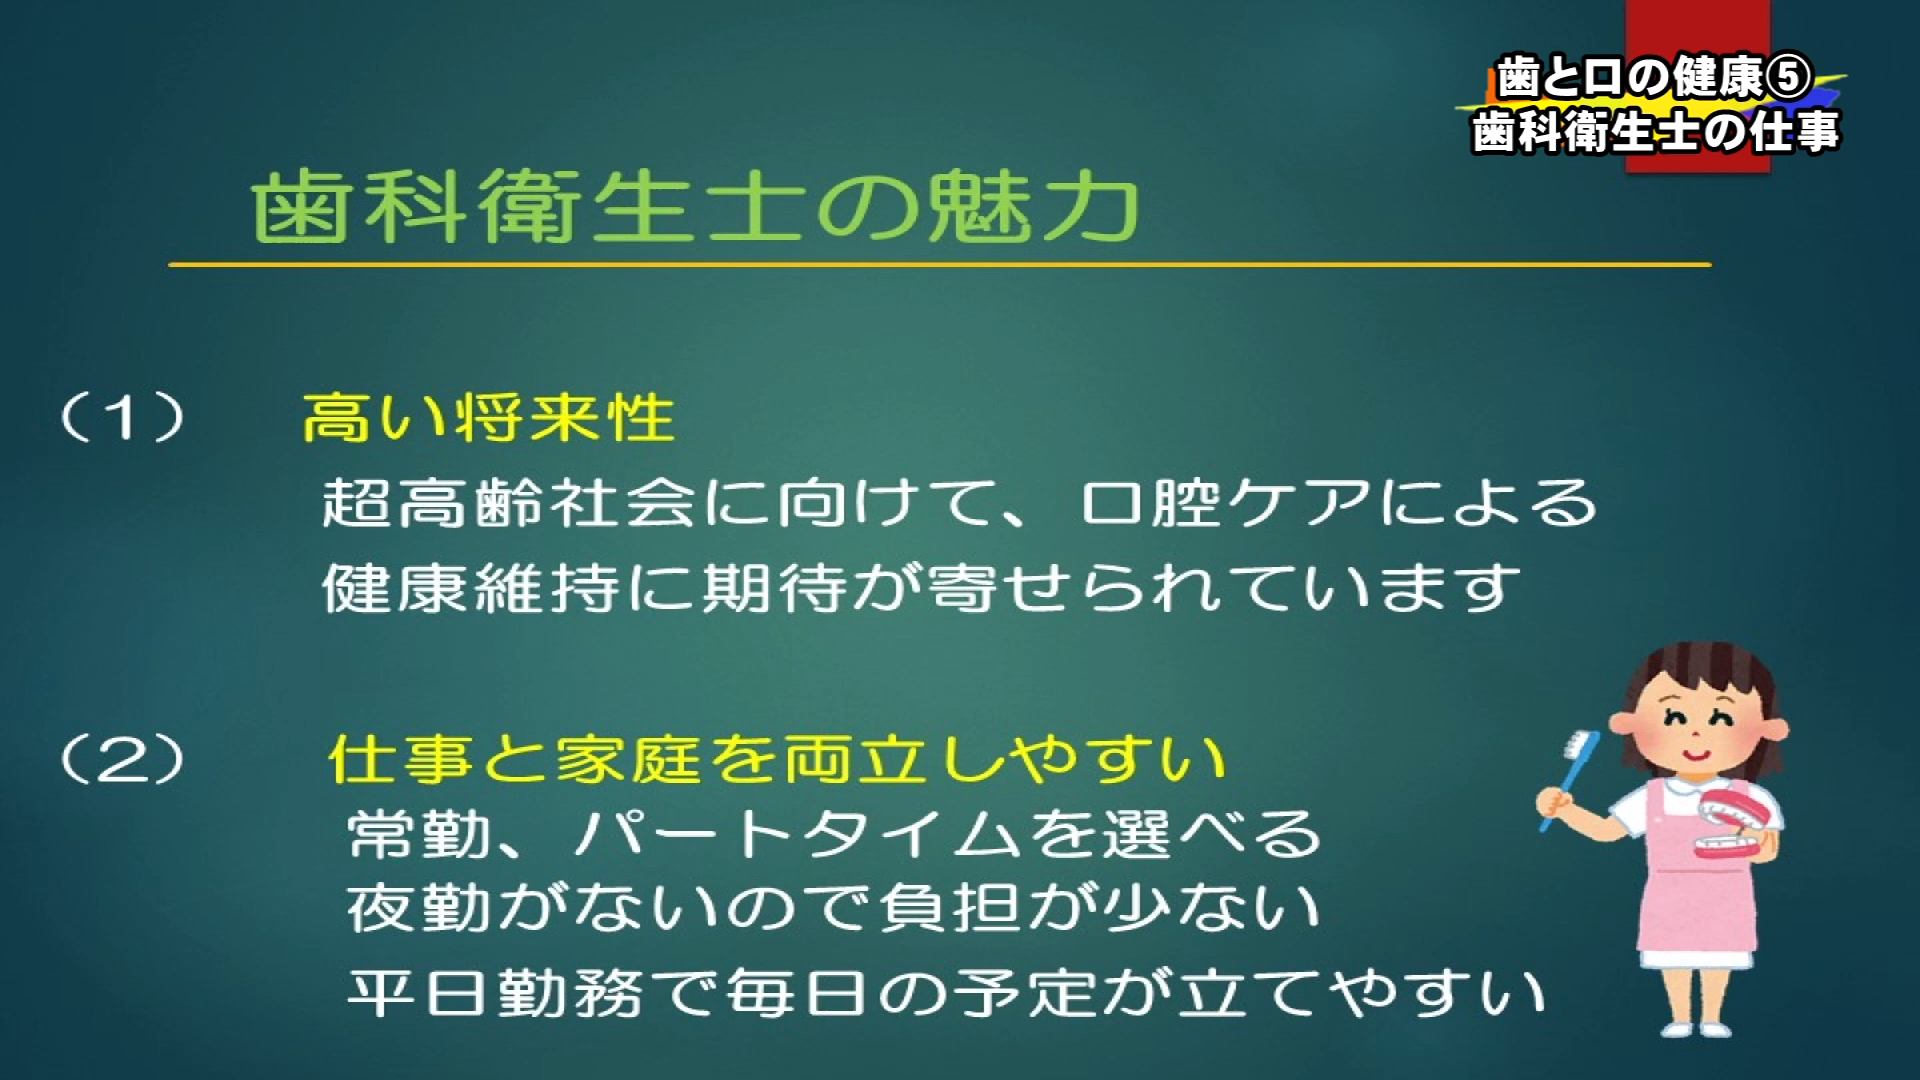 歯と口の健康⑤
歯科衛生士の仕事
歯科衛生士の魅力
（1）　高い将来性
超高齢社会に向けて、口腔ケアによる
健康維持に期待が寄せられています
（2）　仕事と家庭を両立しやすい
常勤、パートタイムを選べる
夜勤がないので負担が少ない
平日勤務で毎日の予定が立てやすい